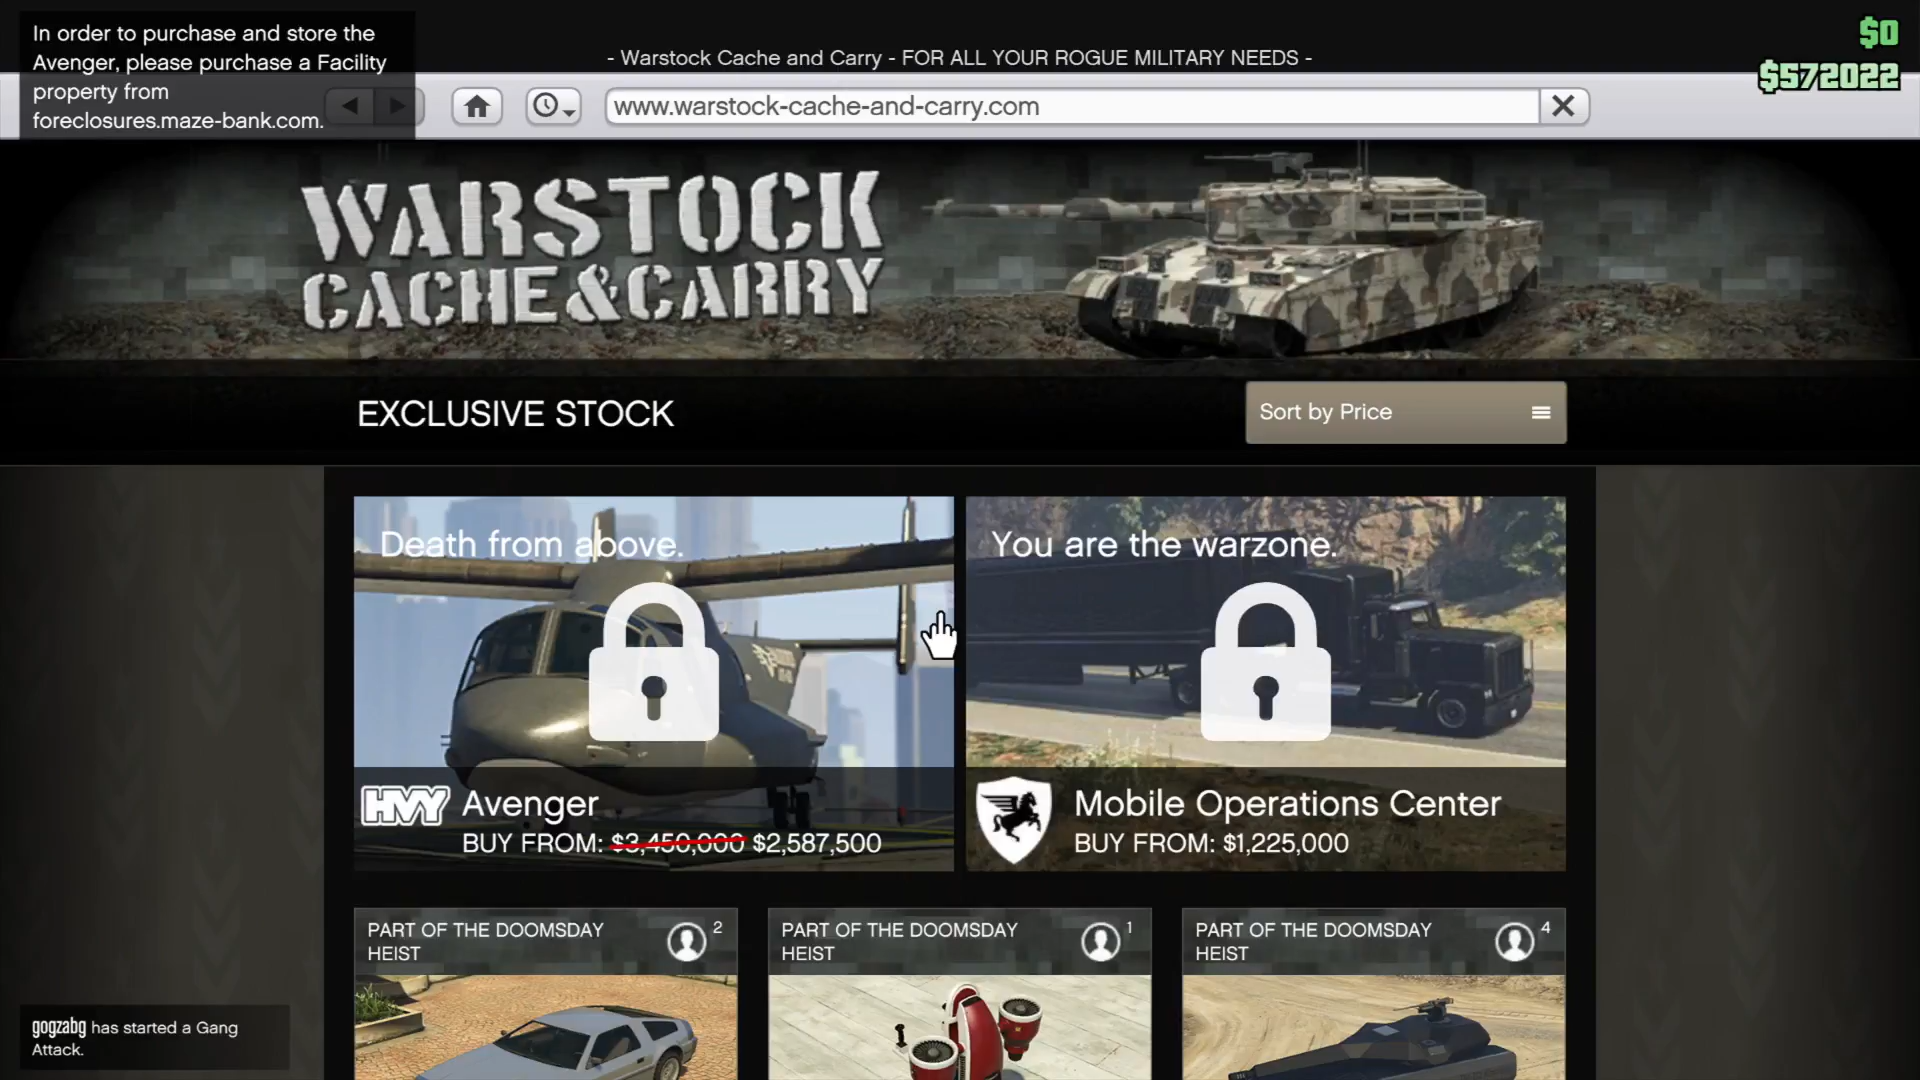 In order to purchase and store the
Avenger, please purchase a Facility
property from
foreclosures.maze-bank.com.
- Warstock Cache and Carry - FOR ALL YOUR ROGUE MILITARY NEEDS -
$0
$572022
www.warstock-cache-and-carry.com
WARSTOCK
CACHE&CARRY
EXCLUSIVE STOCK
Sort by Price
Death from above.
HVY
Avenger
BUY FROM: $3,450,000 $2,587,500
You are the warzone.
Mobile Operations Center
BUY FROM: $1,225,000
PART OF THE DOOMSDAY
HEIST
2
PART OF THE DOOMSDAY
HEIST
1
PART OF THE DOOMSDAY
HEIST
4
gogzabg has started a Gang
Attack.